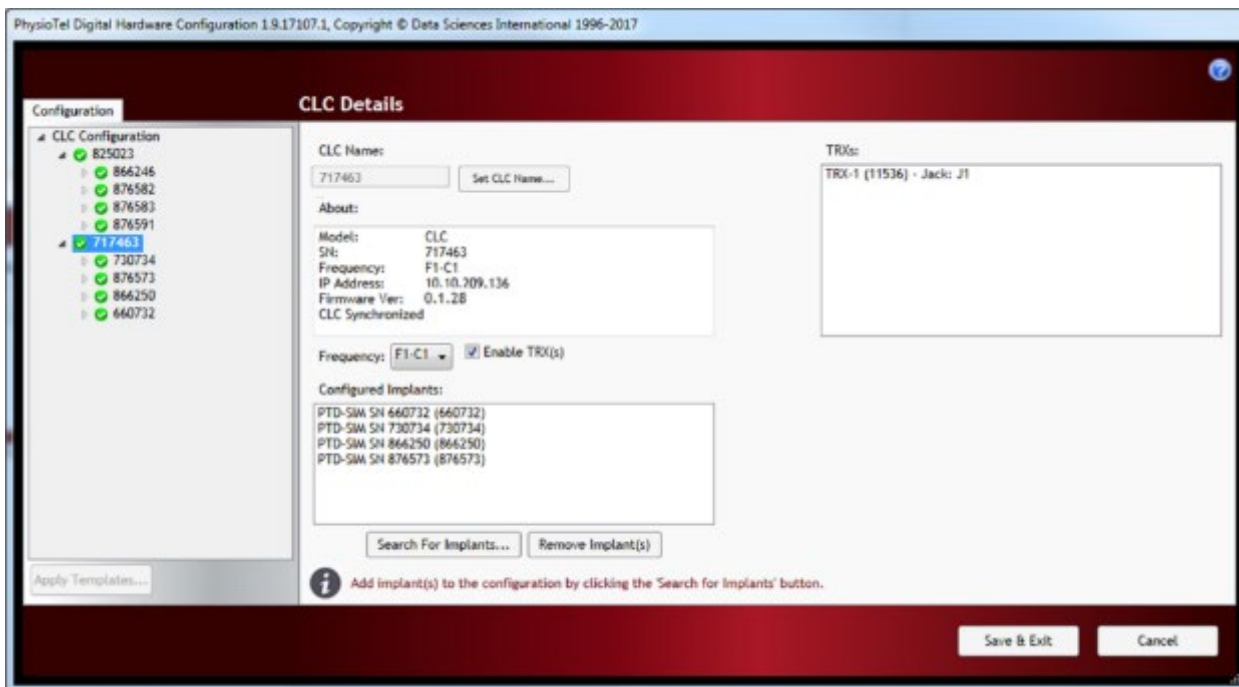 PhysioTel Digital Hardware Configuration 1.9.17107.1, Copyright © Data Sciences International 1996-2017
Configuration
CLC Details
CLC Configuration
825023
866246
876582
876583
876591
717463
730734
876573
866250
660732
Apply Templates...
CLC Name:
717463
Set CLC Name...
About:
Model: CLC
SN: 717463
Frequency: F1-C1
IP Address: 10.10.209.136
Firmware Ver: 0.1.28
CLC Synchronized
Frequency: F1-C1 Enable TRX(s)
Configured Implants:
PTD-SIM SN 660732 (660732)
PTD-SIM SN 730734 (730734)
PTD-SIM SN 866250 (866250)
PTD-SIM SN 876573 (876573)
Search For Implants... Remove Implant(s)
Add implant(s) to the configuration by clicking the 'Search for Implants' button.
TRXs:
TRX-1 (11536) - Jack: J1
Save & Exit Cancel